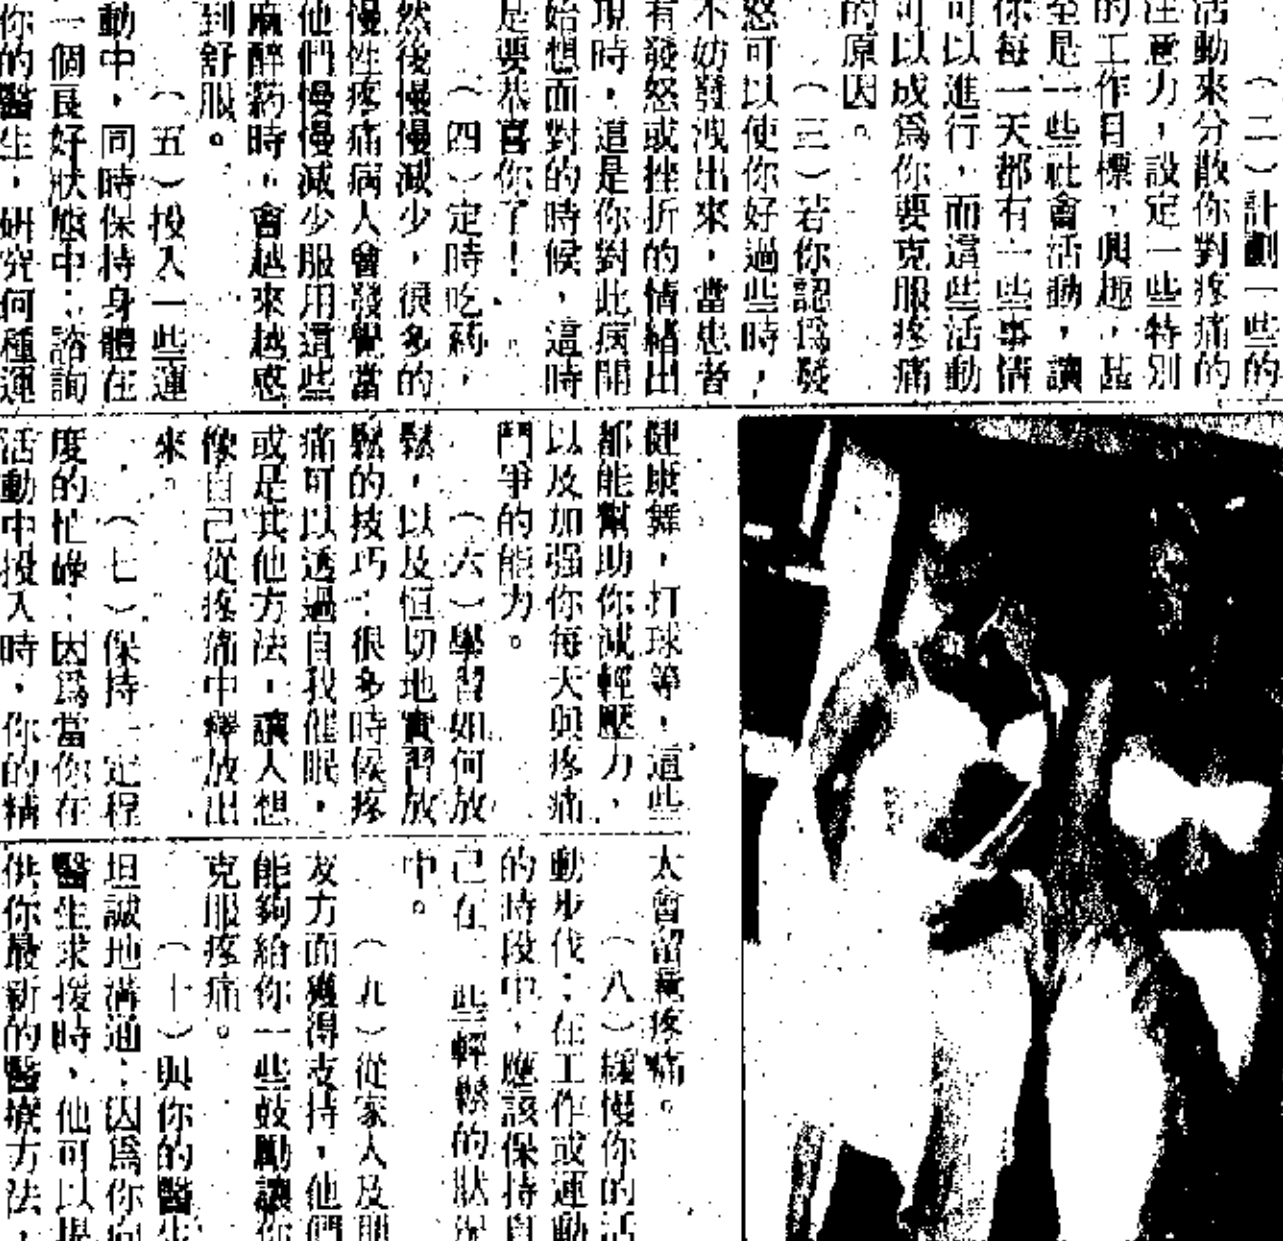 （二）計劃一些的
活動來分散你對疼痛的
注意力，設定一些特別
的工作目標，興趣，甚
至是一些社會活動，讓
你每一天都有一些事情
可以進行，而這些活動
可以成爲你要克服疼痛
的原因。
（三）若你認爲發
怒可以使你好過些時，
不妨發洩出來，當患者
有發怒或挫折的情緒出
現時，這是你對此病開
始想面對的時候，這時
是要恭喜你了！
（四）定時吃藥，
然後慢慢減少，很多的
慢性疼痛病人會發覺當
他們慢慢減少服用這些
麻醉葯時，會越來越感
到舒服。
（五）投入一些運
動中，同時保持身體在
一個良好狀態中；諮詢
你的醫生，研究何種運
健康舞，打球等，這些
都能幫助你減輕壓力，
以及加强你每天與疼痛
鬥爭的能力。
（六）學習如何放
鬆，以及恒切地實習放
鬆的技巧：很多時候疼
痛可以透過自我催眠，
或是其他方法，讓人想
像自己從疼痛中釋放出
來。
（七）保持一定程
度的忙碌：因爲當你在
活動中投入時，你的精
太會留意疼痛。
（八）緩慢你的活
動步伐：在工作或運動
的時段中，應該保持自
己在一些輕鬆的狀況
中。
（九）從家人及朋
友方面獲得支持，他們
能夠給你一些鼓勵讓你
克服疼痛。
（十）與你的醫生
坦誠地溝通：因爲你向
醫生求援時，他可以提
供你最新的醫療方法，